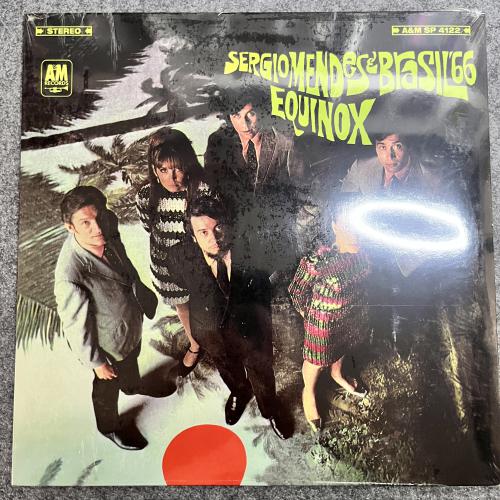 STEREO
A&M SP 4122
A&M
RECORDS
SERGIO MENDES & BRASIL '66
EQUINOX